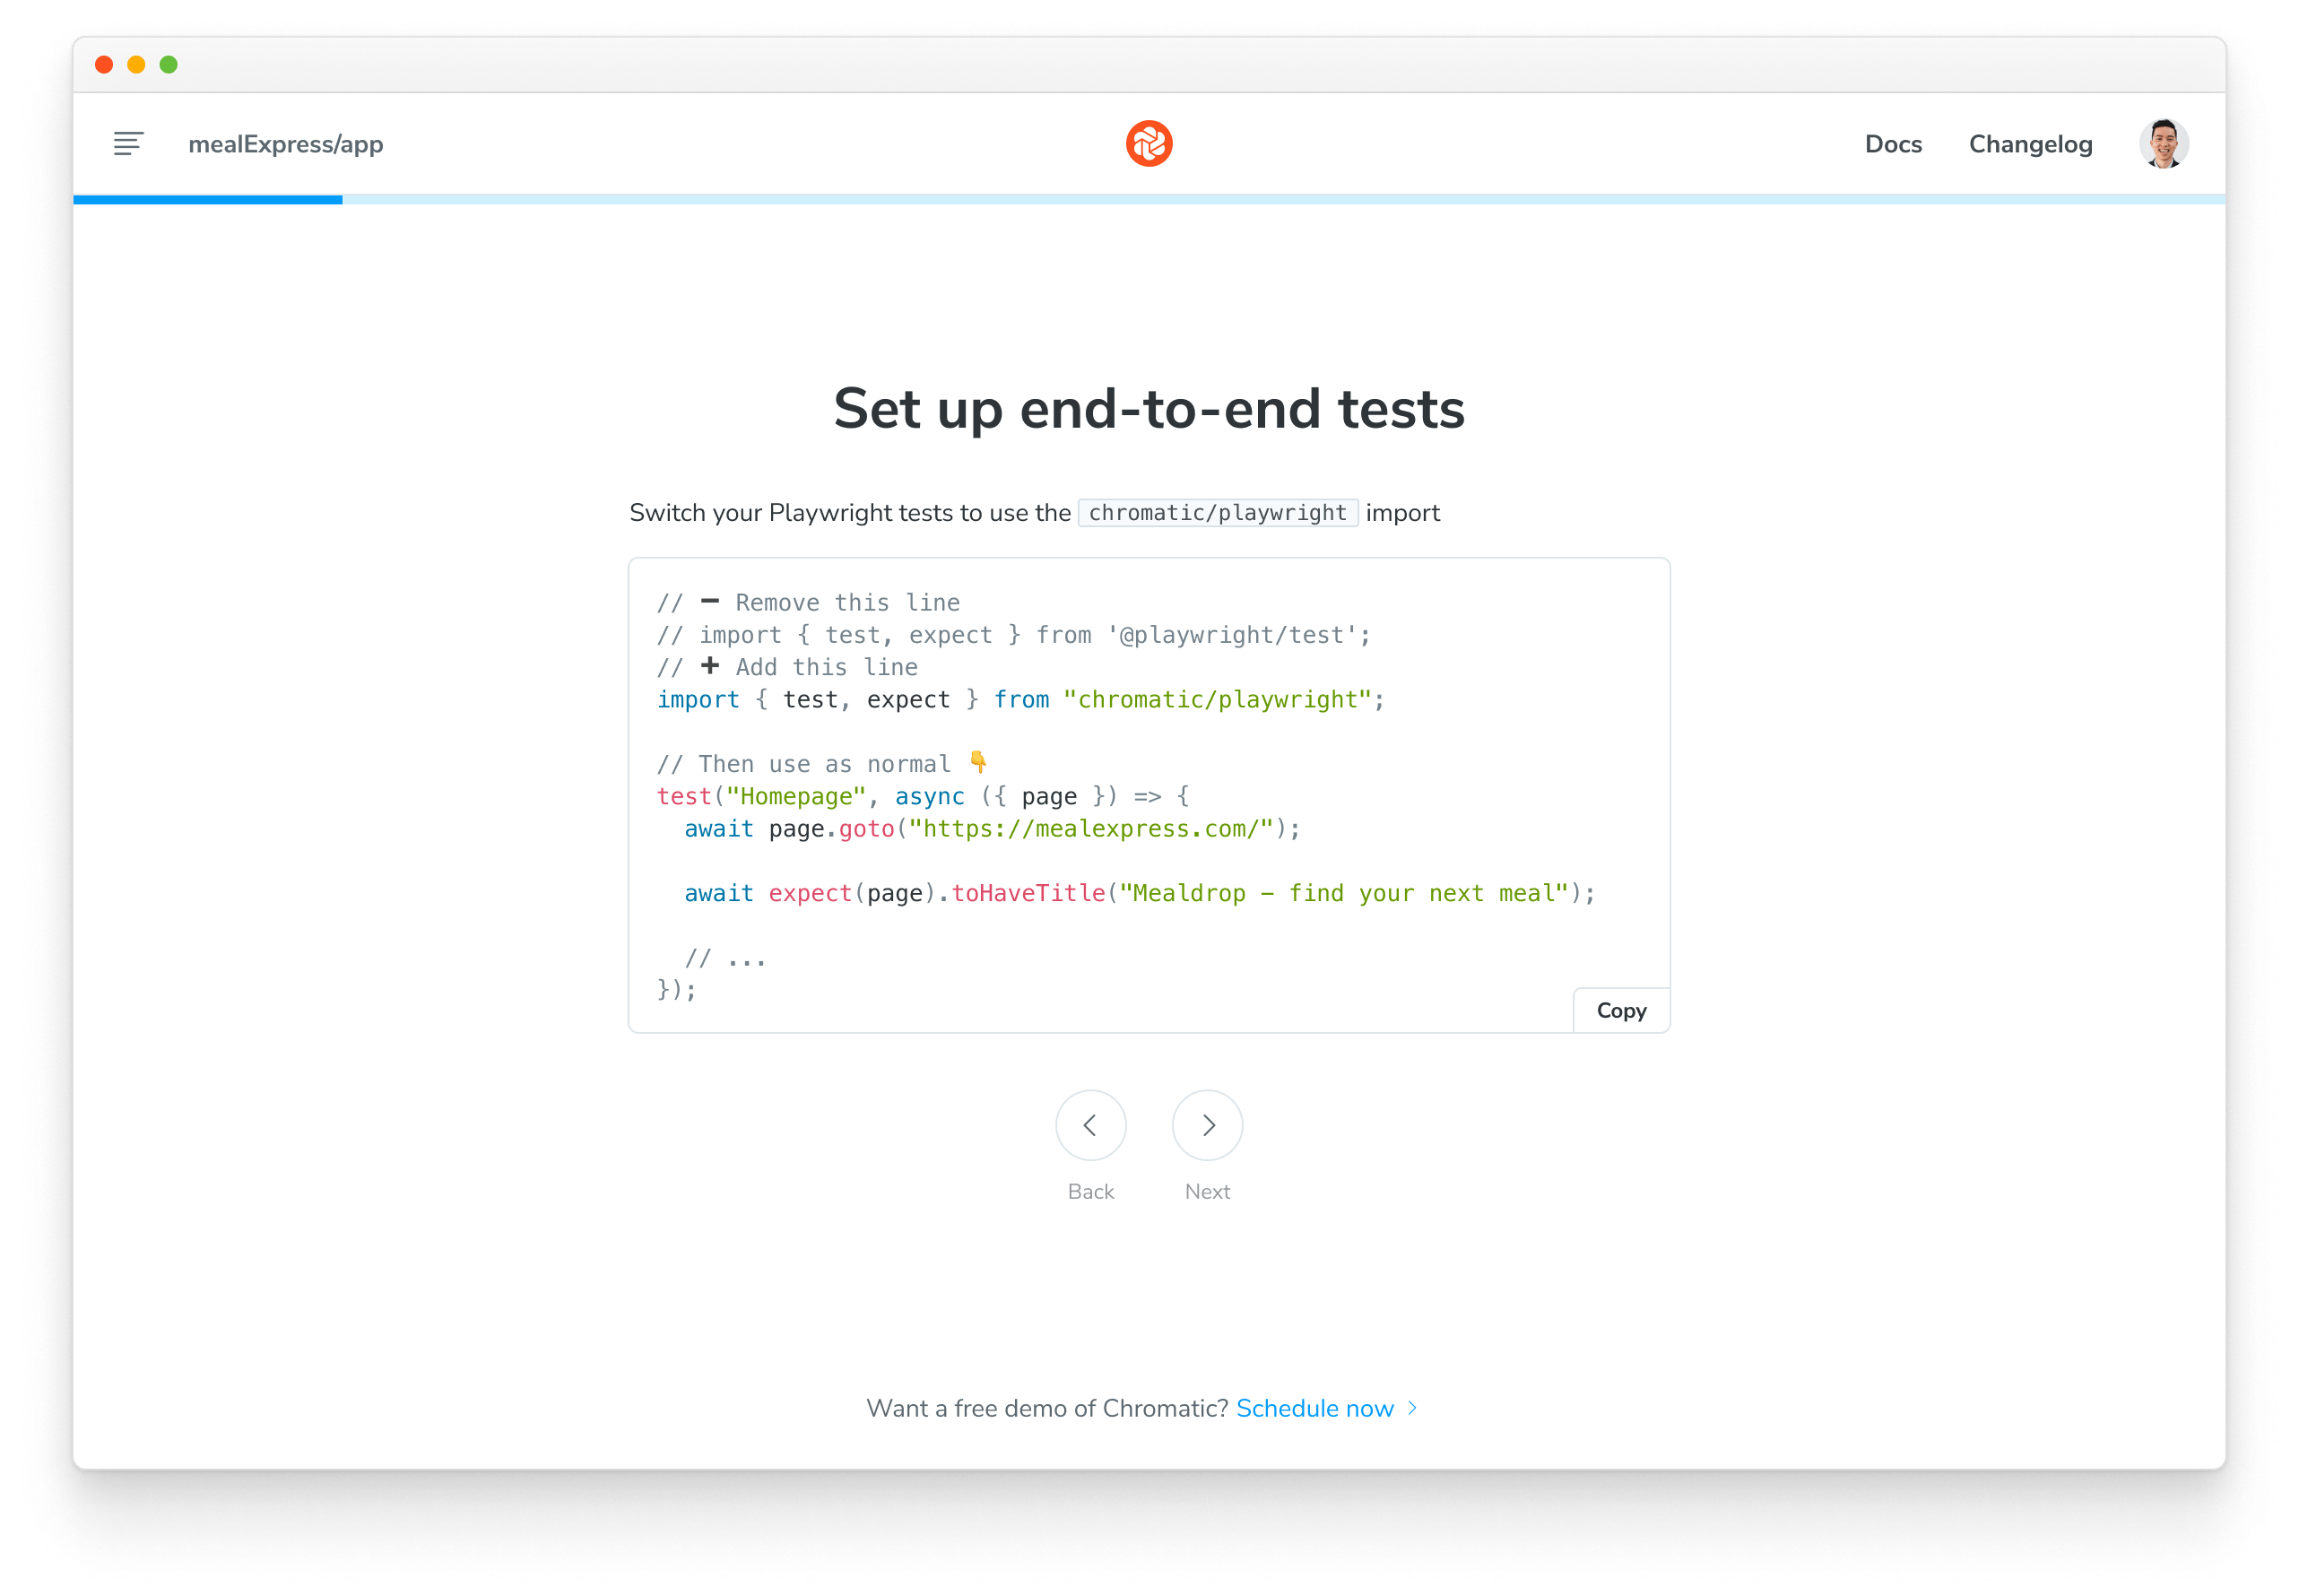 mealExpress/app
Docs
Changelog
Set up end-to-end tests
Switch your Playwright tests to use the chromatic/playwright import
// ➖ Remove this line
// import { test, expect } from '@playwright/test';
// ➕ Add this line
import { test, expect } from "chromatic/playwright";
// Then use as normal 👇
test("Homepage", async ({ page }) => {
await page.goto("https://mealexpress.com/");
await expect(page).toHaveTitle("Mealdrop - find your next meal");
// ...
});
Copy
Back
Next
Want a free demo of Chromatic? Schedule now